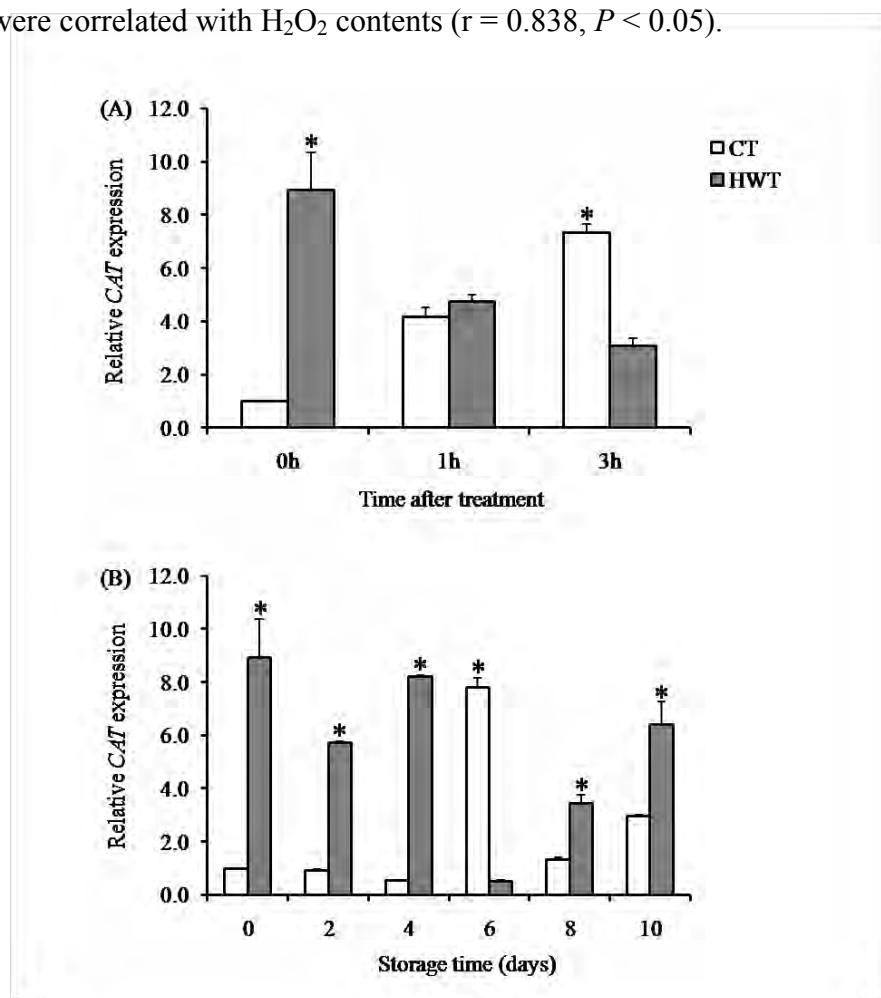 were correlated with H₂O₂ contents (r = 0.838, P < 0.05).
(A)
12.0
10.0
8.0
6.0
4.0
2.0
0.0
Relative CAT expression
*
*
CT
HWT
0h 1h 3h
Time after treatment
(B)
12.0
10.0
8.0
6.0
4.0
2.0
0.0
Relative CAT expression
*
*
*
*
*
*
0 2 4 6 8 10
Storage time (days)